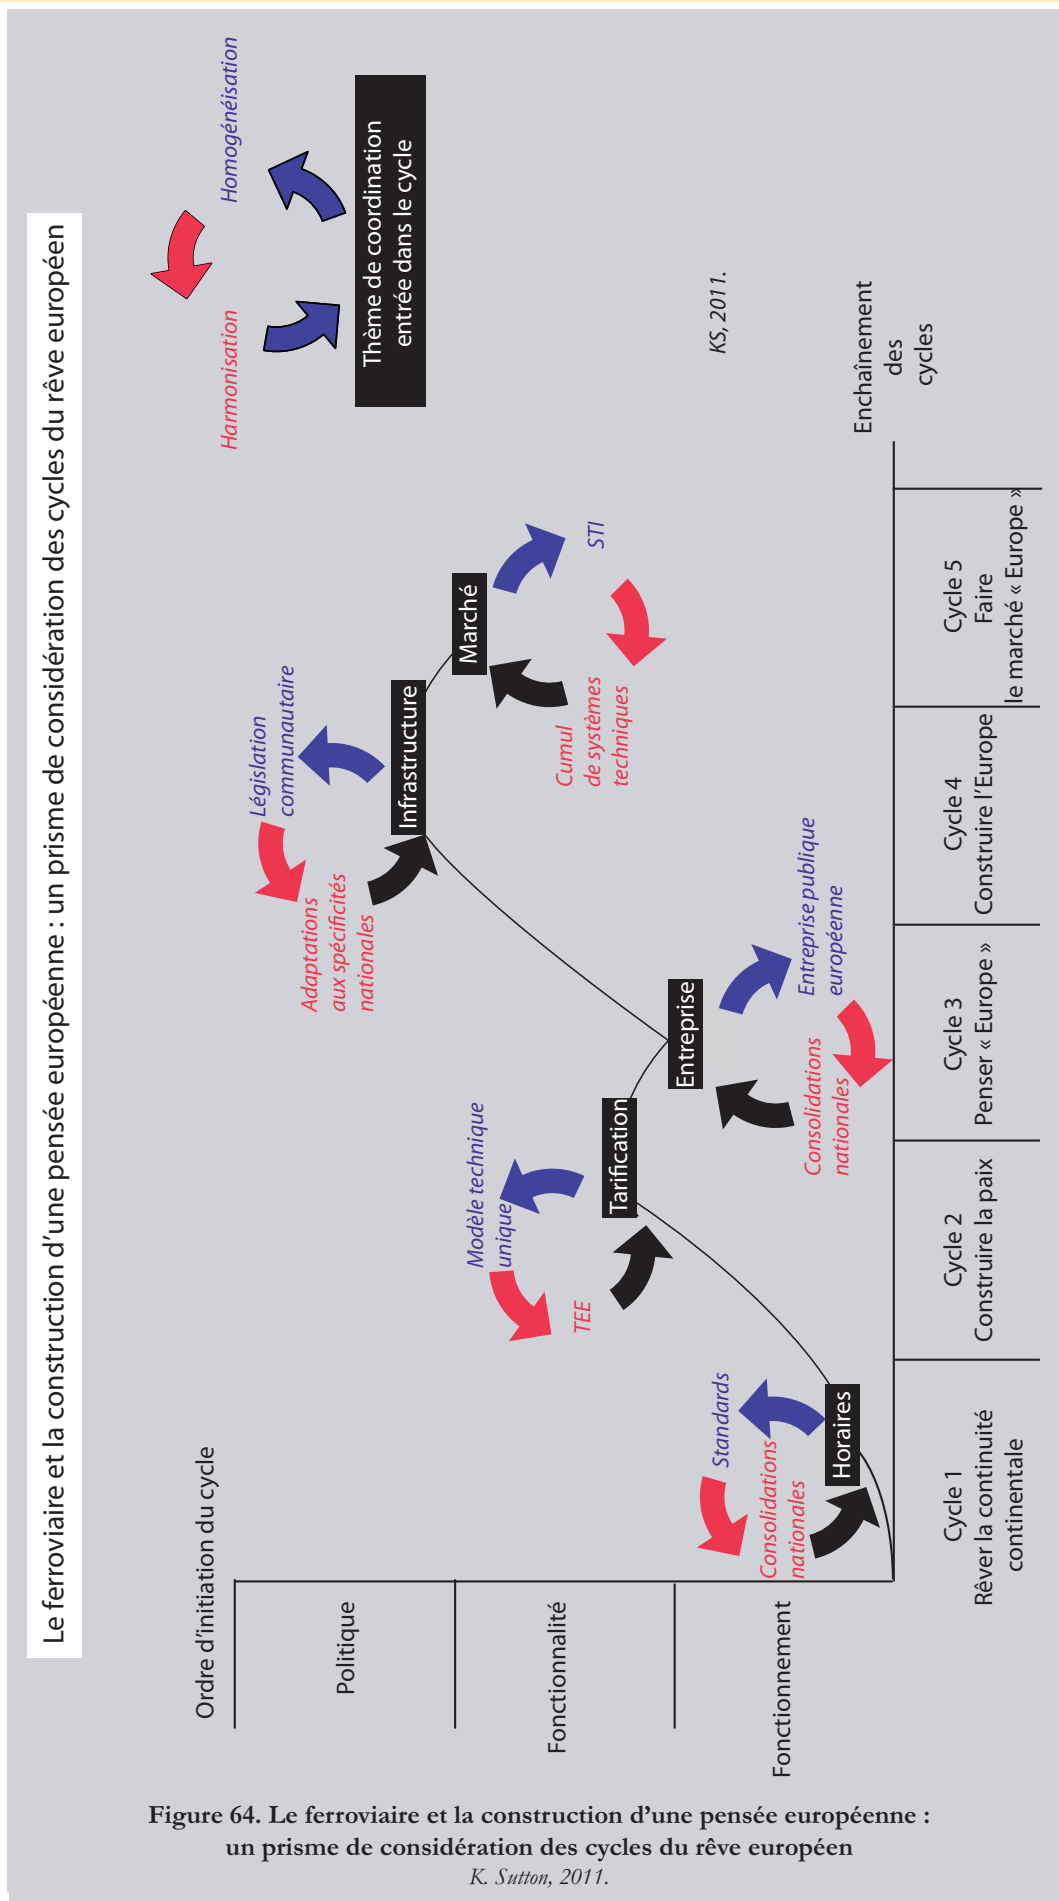 Le ferroviaire et la construction d'une pensée européenne : un prisme de considération des cycles du rêve européen
Ordre d'initiation du cycle
Politique
Fonctionnalité
Fonctionnement
Harmonisation
Homogénéisation
Thème de coordination
entrée dans le cycle
Législation
communautaire
Adaptations
aux spécificités
nationales
Infrastructure
Marché
STI
Cumul
de systèmes
techniques
Modèle technique
unique
TEE
Tarification
Entreprise
Entreprise publique
européenne
Consolidations
nationales
Standards
Consolidations
nationales
Horaires
KS, 2011.
Enchaînement
des
cycles
Cycle 1
Rêver la continuité
continentale
Cycle 2
Construire la paix
Cycle 3
Penser « Europe »
Cycle 4
Construire l'Europe
Cycle 5
Faire
le marché « Europe »
Figure 64. Le ferroviaire et la construction d'une pensée européenne :
un prisme de considération des cycles du rêve européen
K. Sutton, 2011.